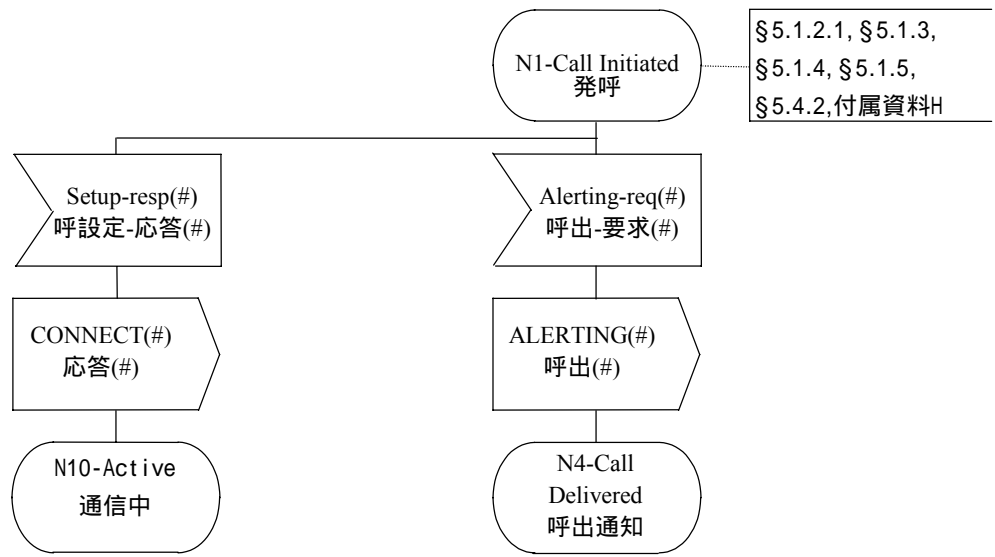 N1-Call Initiated
発呼
§5.1.2.1, §5.1.3,
§5.1.4, §5.1.5,
§5.4.2,付属資料H
Setup-resp(#)
呼設定-応答(#)
Alerting-req(#)
呼出-要求(#)
CONNECT(#)
応答(#)
ALERTING(#)
呼出(#)
N10-Active
通信中
N4-Call
Delivered
呼出通知